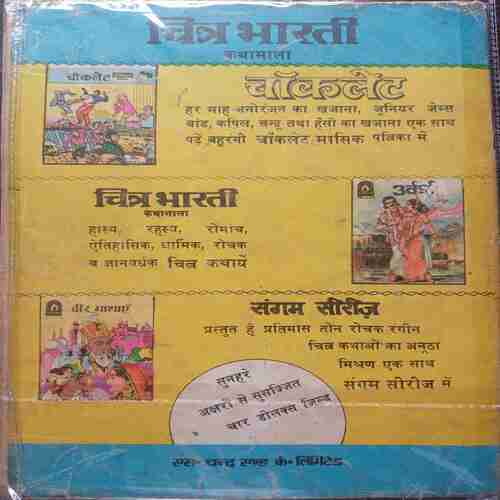 चित्र भारती
कथामाला
चॉकलेट
चॉकलेट
हर माह मनोरंजन का खजाना, जुनियर जेम्स
बांड, कपिल, चन्दू तथा हंसी का खजाना एक साथ
पढ़ें बहुरंगी चॉकलेट मासिक पत्रिका में
चित्र भारती
कथामाला
हास्य, रहस्य, रोमांच,
ऐतिहासिक, धार्मिक, रोचक
व ज्ञानवर्धक चित्र कथायें
उर्वशी
वीर गाथाएं
संगम सीरीज़
प्रस्तुत है प्रतिमास तीन रोचक रंगीन
चित्र कथाओं का अनूठा
मिश्रण एक साथ
संगम सीरीज में
सुनहरे
अक्षरों से सुसज्जित
चार डीलक्स जिल्द
एस॰ चन्द एण्ड कं॰ लिमिटेड